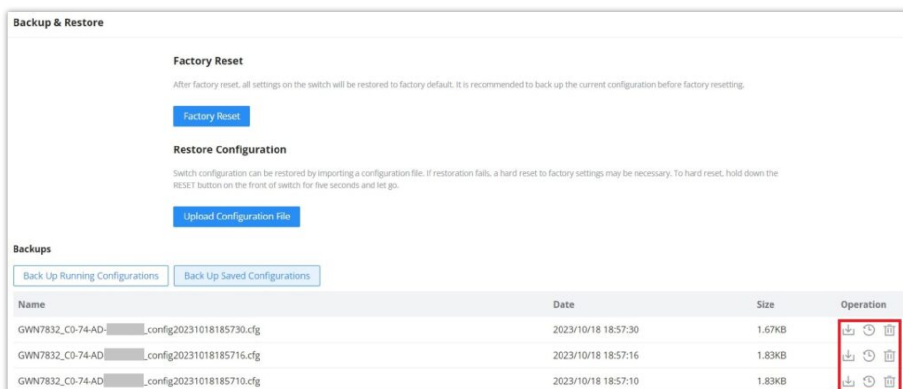 Backup & Restore
Factory Reset
After factory reset, all settings on the switch will be restored to factory default. It is recommended to back up the current configuration before factory resetting.
Factory Reset
Restore Configuration
Switch configuration can be restored by importing a configuration file. If restoration fails, a hard reset to factory settings may be necessary. To hard reset, hold down the
RESET button on the front of switch for five seconds and let go.
Upload Configuration File
Backups
Back Up Running Configurations Back Up Saved Configurations
Name Date Size Operation
GWN7832_C0-74-AD- _config20231018185730.cfg 2023/10/18 18:57:30 1.67KB
GWN7832_C0-74-AD _config20231018185716.cfg 2023/10/18 18:57:16 1.83KB
GWN7832_C0-74-AD _config20231018185710.cfg 2023/10/18 18:57:10 1.83KB